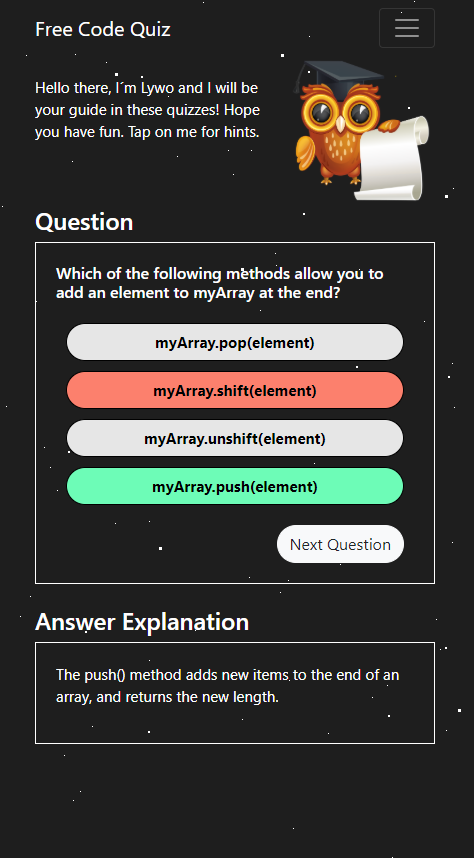 Free Code Quiz
Hello there, I´m Lywo and I will be
your guide in these quizzes! Hope
you have fun. Tap on me for hints.
Question
Which of the following methods allow you to
add an element to myArray at the end?
myArray.pop(element)
myArray.shift(element)
myArray.unshift(element)
myArray.push(element)
Next Question
Answer Explanation
The push() method adds new items to the end of an
array, and returns the new length.